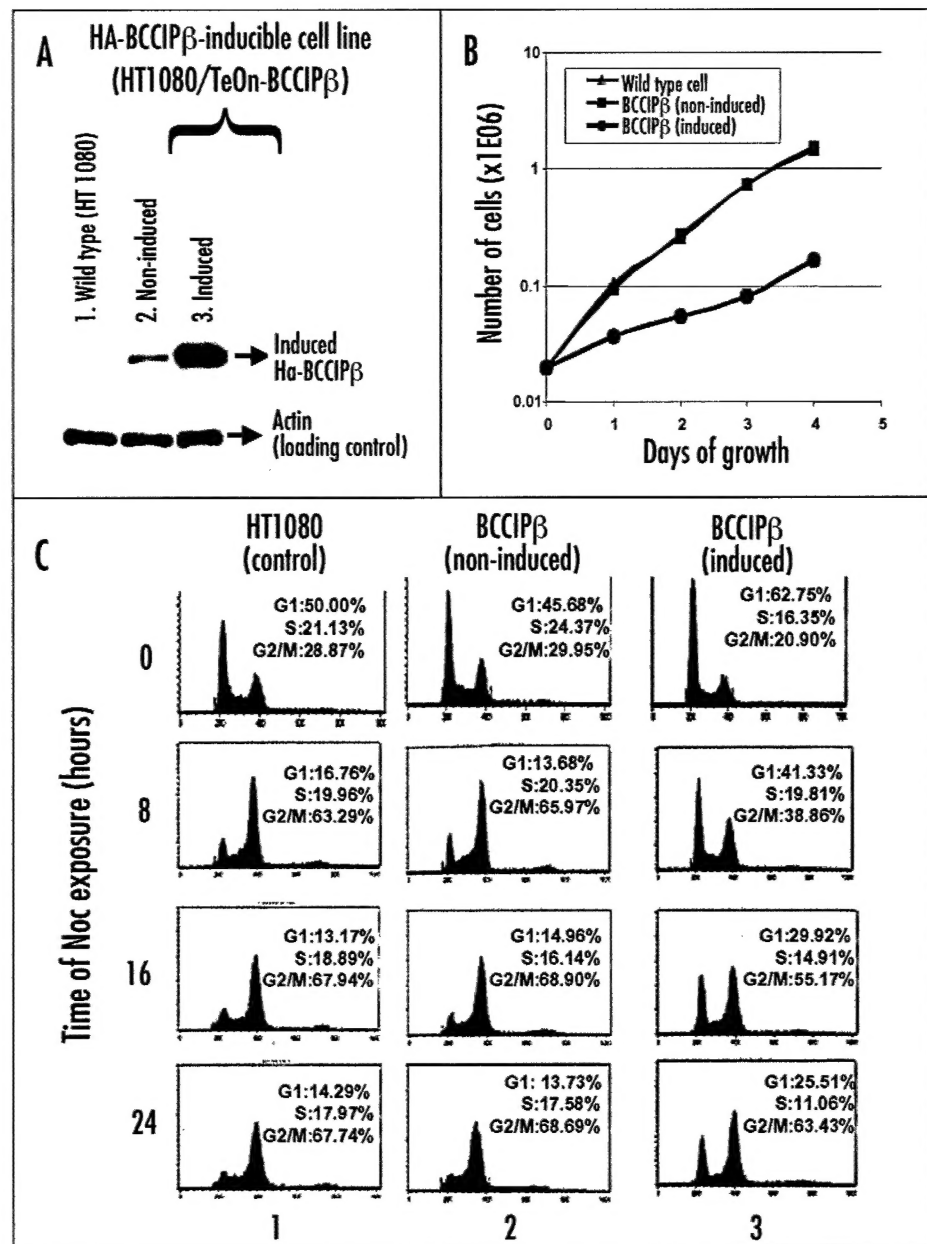 A
HA-BCCIPβ-inducible cell line
(HT1080/TeOn-BCCIPβ)
1. Wild type (HT 1080)
2. Non-induced
3. Induced
Induced
Ha-BCCIPβ
Actin
(loading control)
B
Number of cells (x1E06)
10
1
0.1
0.01
Wild type cell
BCCIPβ (non-induced)
BCCIPβ (induced)
0 1 2 3 4 5
Days of growth
C
HT1080
(control)
BCCIPβ
(non-induced)
BCCIPβ
(induced)
Time of Noc exposure (hours)
0
G1:50.00%
S:21.13%
G2/M:28.87%
G1:45.68%
S:24.37%
G2/M:29.95%
G1:62.75%
S:16.35%
G2/M:20.90%
8
G1:16.76%
S:19.96%
G2/M:63.29%
G1:13.68%
S:20.35%
G2/M:65.97%
G1:41.33%
S:19.81%
G2/M:38.86%
16
G1:13.17%
S:18.89%
G2/M:67.94%
G1:14.96%
S:16.14%
G2/M:68.90%
G1:29.92%
S:14.91%
G2/M:55.17%
24
G1:14.29%
S:17.97%
G2/M:67.74%
G1: 13.73%
S:17.58%
G2/M:68.69%
G1:25.51%
S:11.06%
G2/M:63.43%
1
2
3